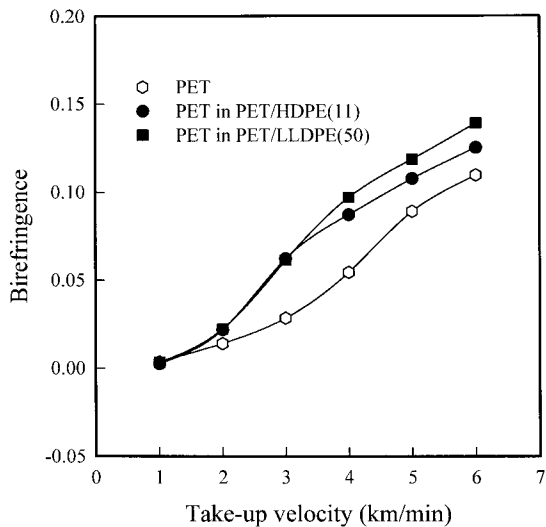 0.20
0.15
0.10
0.05
0.00
-0.05
Birefringence
PET
PET in PET/HDPE(11)
PET in PET/LLDPE(50)
0 1 2 3 4 5 6 7
Take-up velocity (km/min)